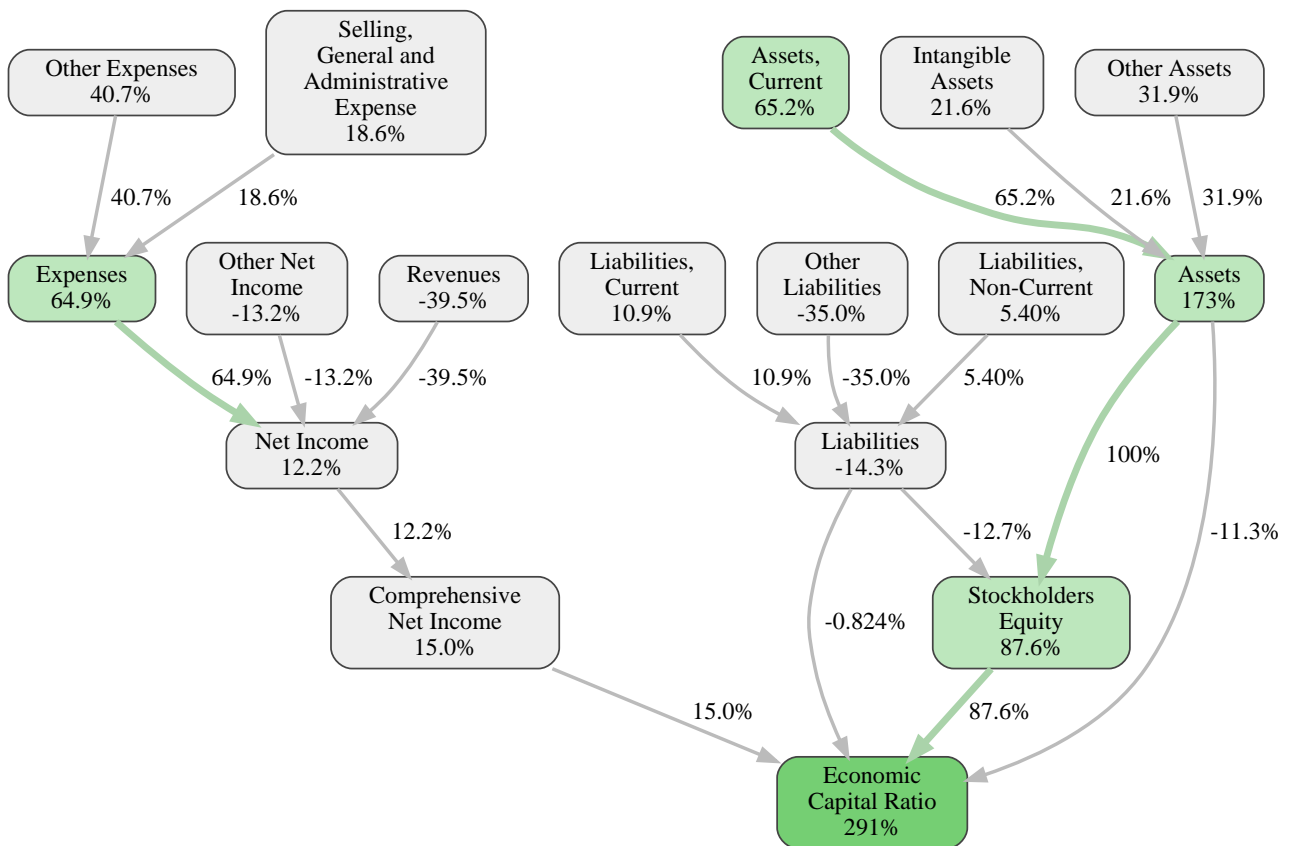 Other Expenses
40.7%
Selling,
General and
Administrative
Expense
18.6%
Assets,
Current
65.2%
Intangible
Assets
21.6%
Other Assets
31.9%
40.7%
18.6%
65.2%
21.6%
31.9%
Expenses
64.9%
Other Net
Income
-13.2%
Revenues
-39.5%
Liabilities,
Current
10.9%
Other
Liabilities
-35.0%
Liabilities,
Non-Current
5.40%
Assets
173%
64.9%
-13.2%
-39.5%
10.9%
-35.0%
5.40%
Net Income
12.2%
Liabilities
-14.3%
100%
12.2%
-12.7%
-11.3%
Comprehensive
Net Income
15.0%
-0.824%
Stockholders
Equity
87.6%
15.0%
87.6%
Economic
Capital Ratio
291%